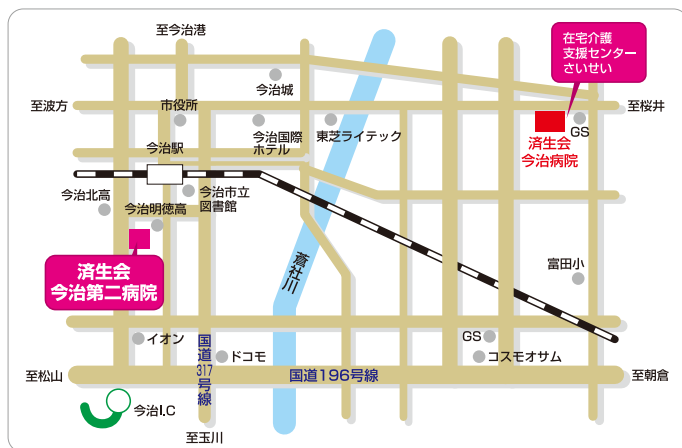 至今治港
在宅介護
支援センター
さいせい
今治城
至波方
市役所
至桜井
今治国際
ホテル
東芝ライテック
GS
済生会
今治病院
今治駅
今治北高
今治市立
図書館
今治明徳高
済生会
今治第二病院
蒼社川
富田小
イオン
国道317号線
ドコモ
GS
コスモオサム
至松山
国道196号線
至朝倉
今治I.C
至玉川